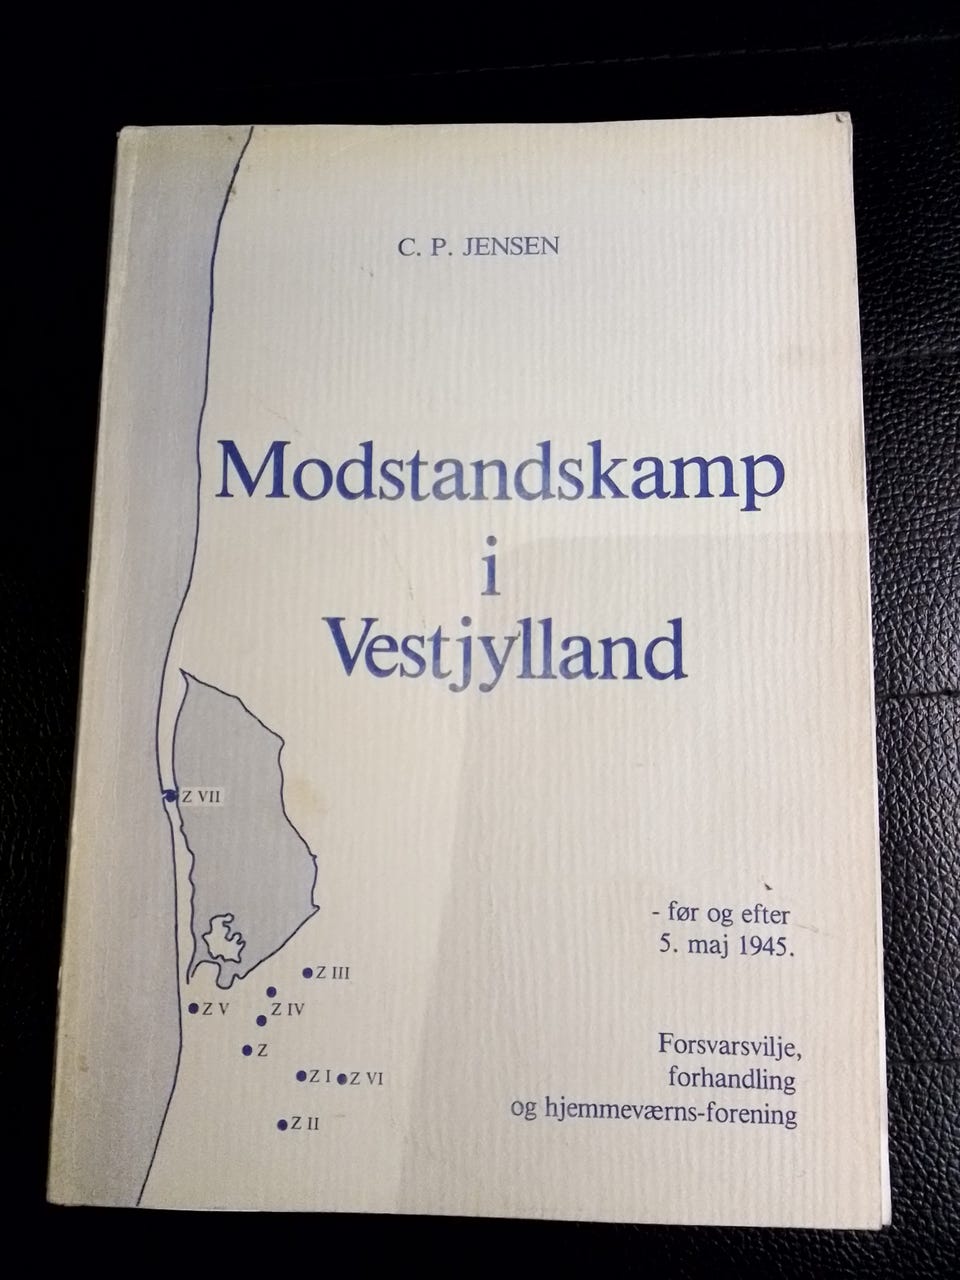 C. P. JENSEN
Modstandskamp
i
Vestjylland
Z VII
- før og efter
5. maj 1945.
Z III
Z V
Z IV
Z
Z I
Z VI
Z II
Forsvarsvilje,
forhandling
og hjemmeværns-forening